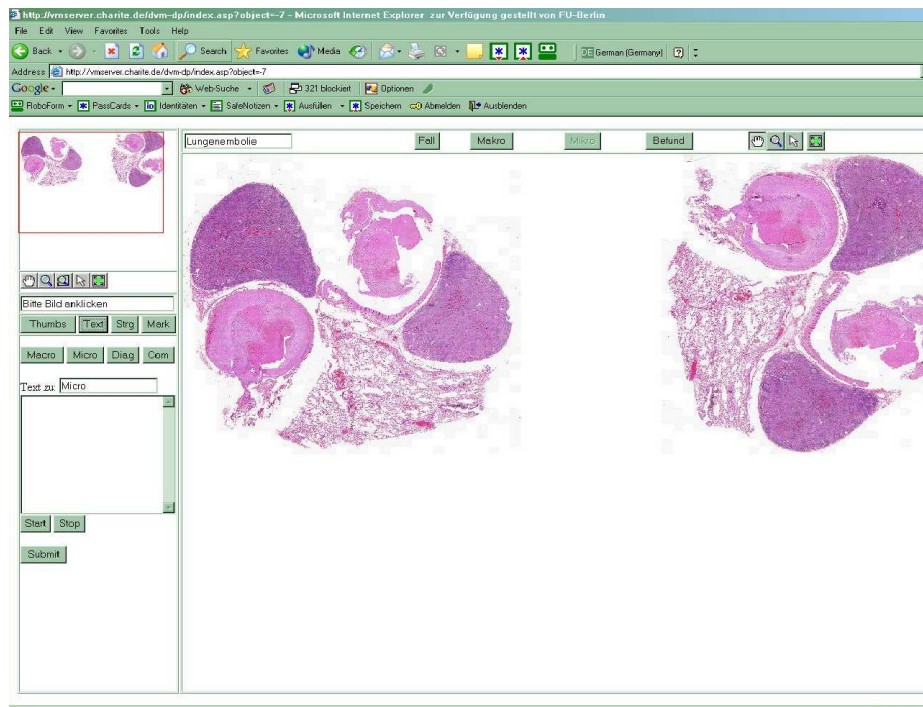 http://vmserver.charite.de/dvm-dp/index.asp?object=-7 - Microsoft Internet Explorer zur Verfügung gestellt von FU-Berlin
File Edit View Favorites Tools Help
Back Search Favorites Media German (Germany)
Address http://vmserver.charite.de/dvm-dp/index.asp?object=-7
Google Web-Suche 321 blockiert Optionen
RoboForm PassCards Identitäten SafeNotizen Ausfüllen Speichern Abmelden Ausblenden
Lungenembolie Fall Makro Mikro Befund
Bitte Bild anklicken
Thumbs Text Strg Mark
Macro Micro Diag Com
Text zu: Micro
Start Stop
Submit